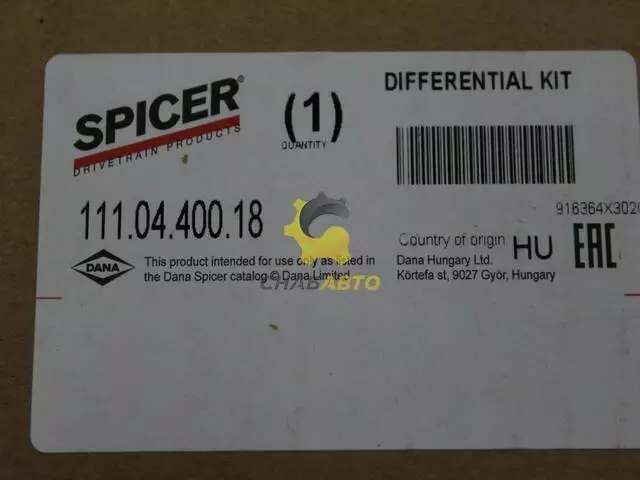 SPICER®
DRIVETRAIN PRODUCTS
(1)
QUANTITY
DIFFERENTIAL KIT
111.04.400.18
916364X302
DANA
This product intended for use only as listed in
the Dana Spicer catalog © Dana Limited
Country of origin HU
Dana Hungary Ltd.
Körtefa st, 9027 Györ, Hungary
EAC
СНАБАВТО